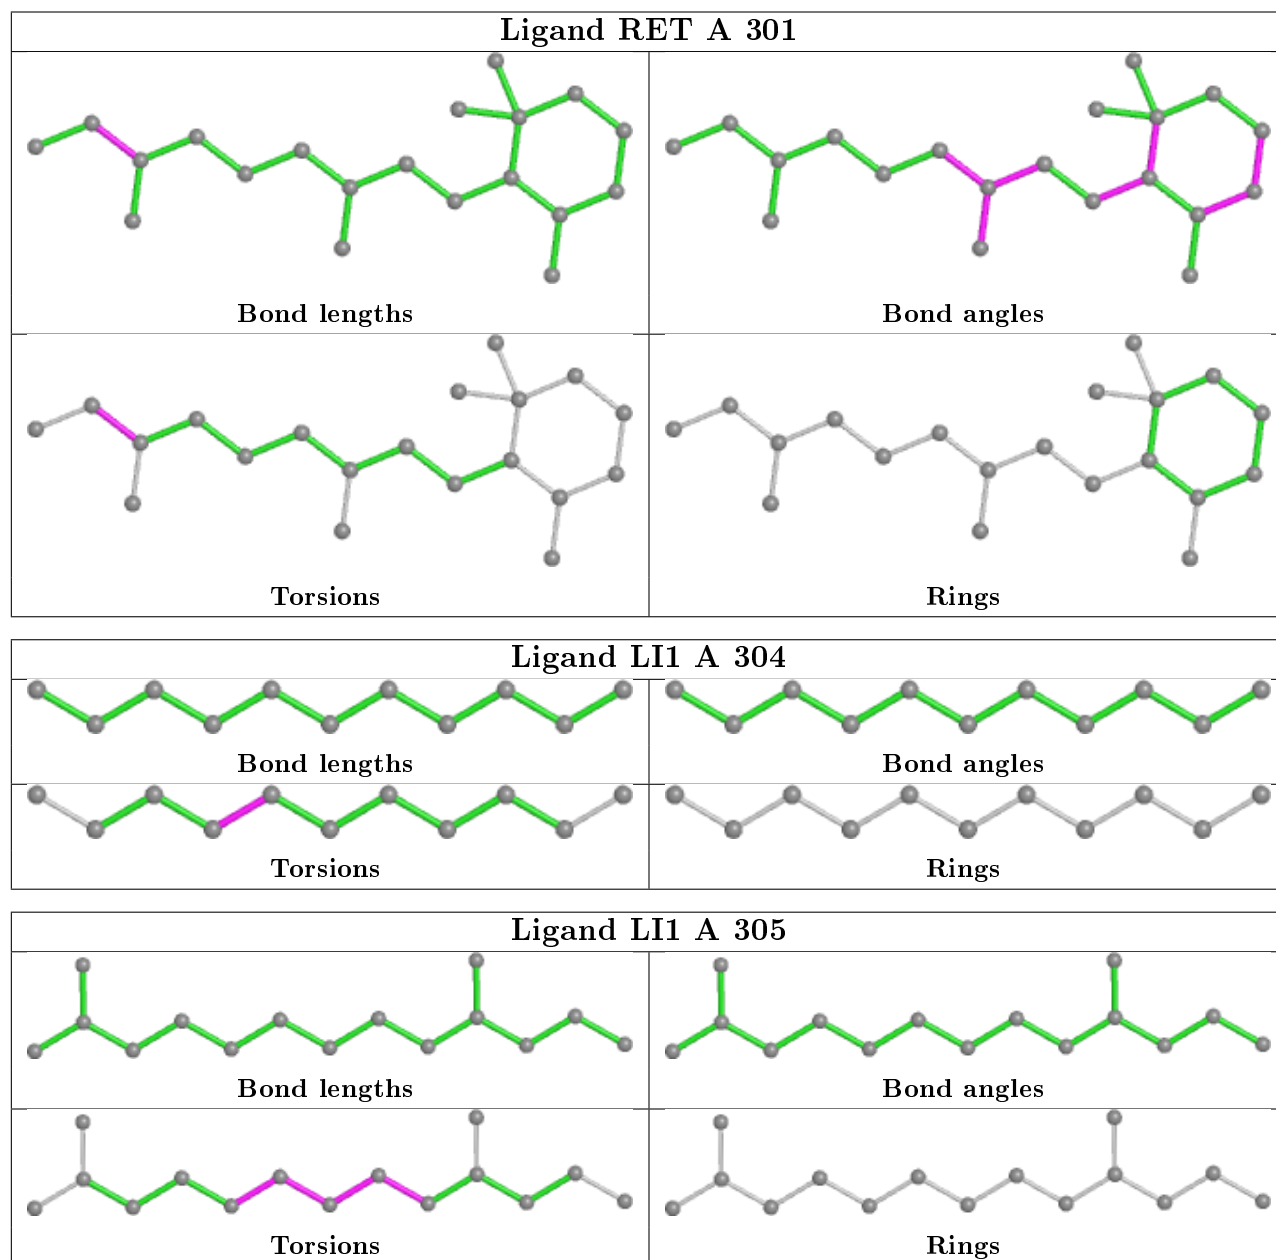 Ligand RET A 301
Bond lengths
Bond angles
Torsions
Rings
Ligand LI1 A 304
Bond lengths
Bond angles
Torsions
Rings
Ligand LI1 A 305
Bond lengths
Bond angles
Torsions
Rings